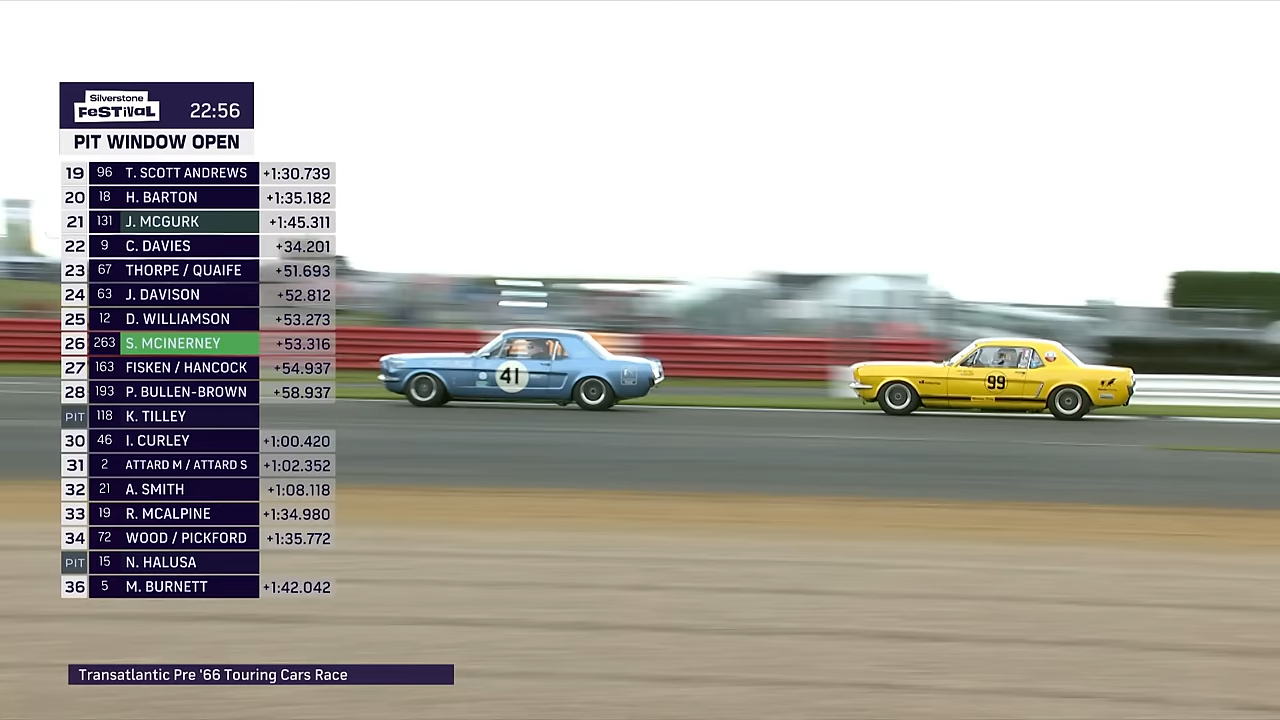 Silverstone
FeSTiVaL
22:56
PIT WINDOW OPEN
19 96 T. SCOTT ANDREWS +1:30.739
20 18 H. BARTON +1:35.182
21 131 J. MCGURK +1:45.311
22 9 C. DAVIES +34.201
23 67 THORPE / QUAIFE +51.693
24 63 J. DAVISON +52.812
25 12 D. WILLIAMSON +53.273
26 263 S. MCINERNEY +53.316
27 163 FISKEN / HANCOCK +54.937
28 193 P. BULLEN-BROWN +58.937
PIT 118 K. TILLEY
30 46 I. CURLEY +1:00.420
31 2 ATTARD M / ATTARD S +1:02.352
32 21 A. SMITH +1:08.118
33 19 R. MCALPINE +1:34.980
34 72 WOOD / PICKFORD +1:35.772
PIT 15 N. HALUSA
36 5 M. BURNETT +1:42.042
41
99
Transatlantic Pre '66 Touring Cars Race